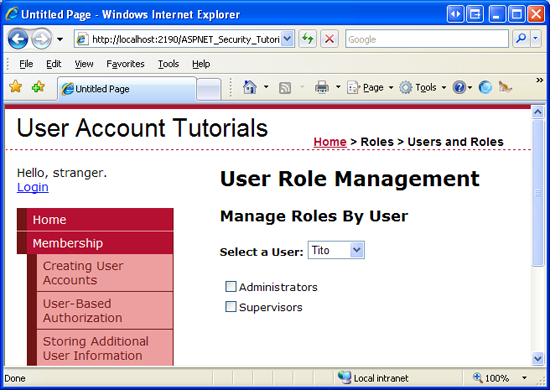 Untitled Page - Windows Internet Explorer
http://localhost:2190/ASPNET_Security_Tutori
Google
File Edit View Favorites Tools Help
Untitled Page
Page Tools
User Account Tutorials
Home > Roles > Users and Roles
Hello, stranger.
Login
Home
Membership
Creating User
Accounts
User-Based
Authorization
Storing Additional
User Information
User Role Management
Manage Roles By User
Select a User: Tito
Administrators
Supervisors
Done
Local intranet
100%